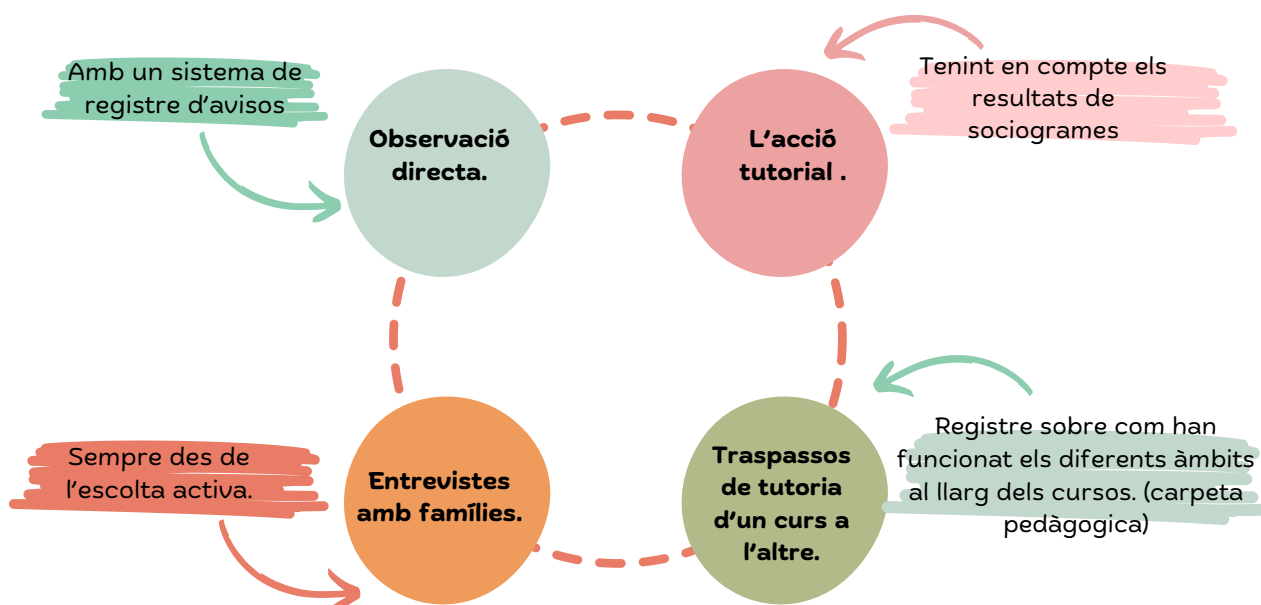 Amb un sistema de
registre d'avisos
Observació
directa.
L'acció
tutorial .
Tenint en compte els
resultats de
sociogrames
Sempre des de
l'escolta activa.
Entrevistes
amb famílies.
Traspassos
de tutoria
d'un curs a
l'altre.
Registre sobre com han
funcionat els diferents àmbits
al llarg dels cursos. (carpeta
pedàgogica)